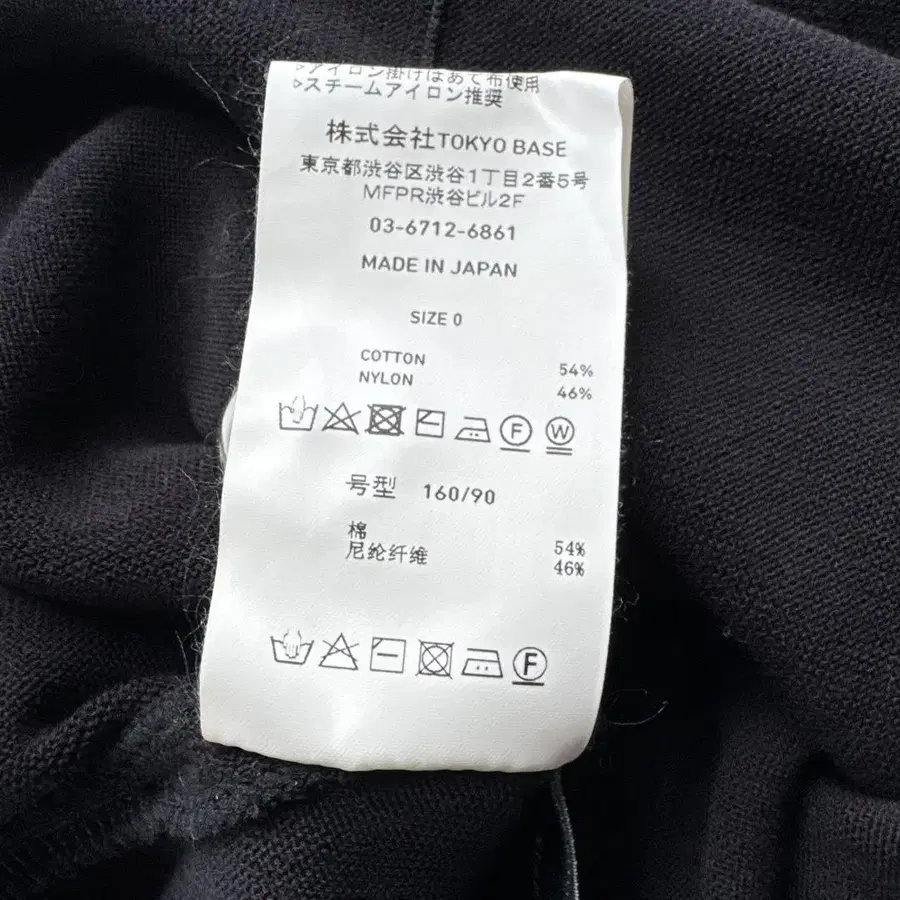 ▷アイロン掛けはあて布使用
▷スチームアイロン推奨
株式会社TOKYO BASE
東京都渋谷区渋谷1丁目2番5号
MFPR渋谷ビル2F
03-6712-6861
MADE IN JAPAN
SIZE 0
COTTON 54%
NYLON 46%
F W
号型 160/90
棉 54%
尼纶纤维 46%
F